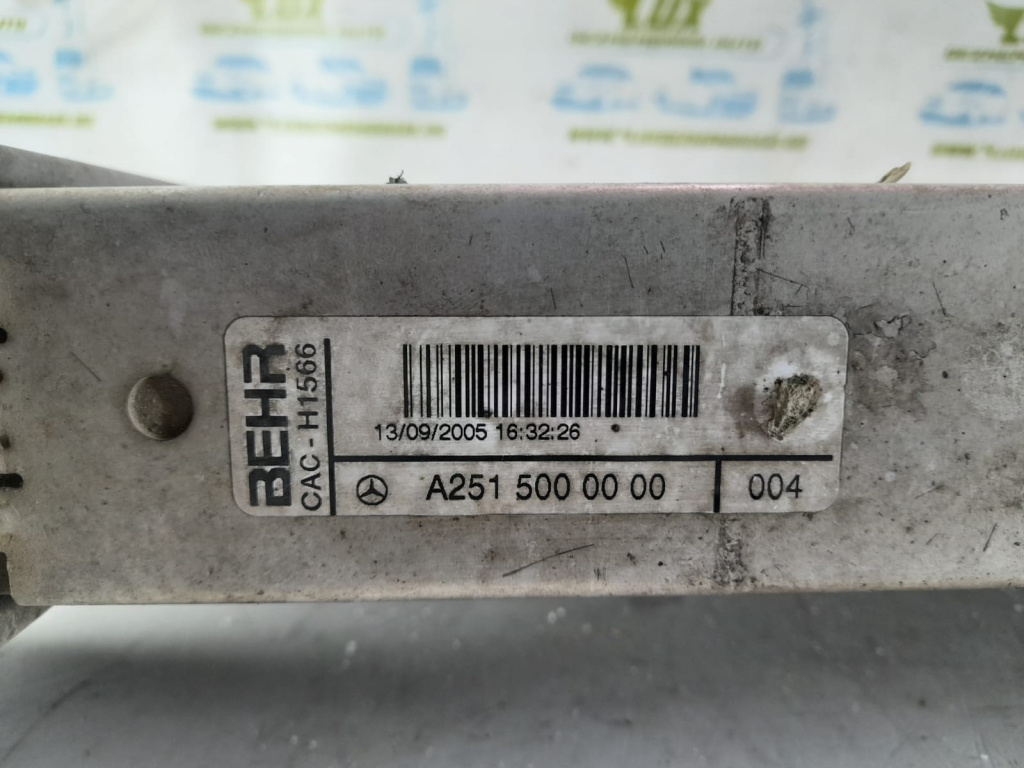 BEHR
CAC - H1566
13/09/2005 16:32:26
A251 500 00 00
004